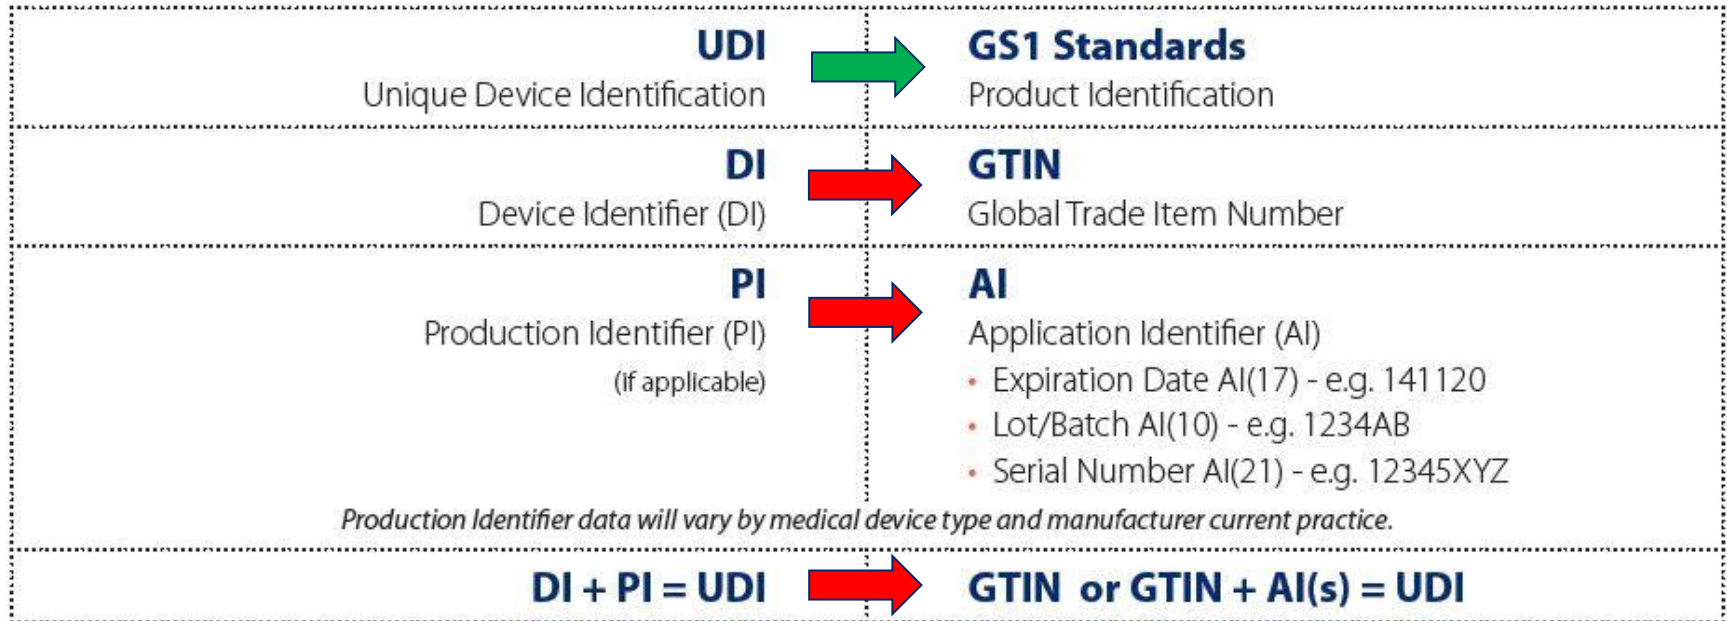 UDI
Unique Device Identification
GS1 Standards
Product Identification
DI
Device Identifier (DI)
GTIN
Global Trade Item Number
PI
Production Identifier (PI)
(if applicable)
AI
Application Identifier (AI)
• Expiration Date AI(17) - e.g. 141120
• Lot/Batch AI(10) - e.g. 1234AB
• Serial Number AI(21) - e.g. 12345XYZ
Production Identifier data will vary by medical device type and manufacturer current practice.
DI + PI = UDI
GTIN or GTIN + AI(s) = UDI